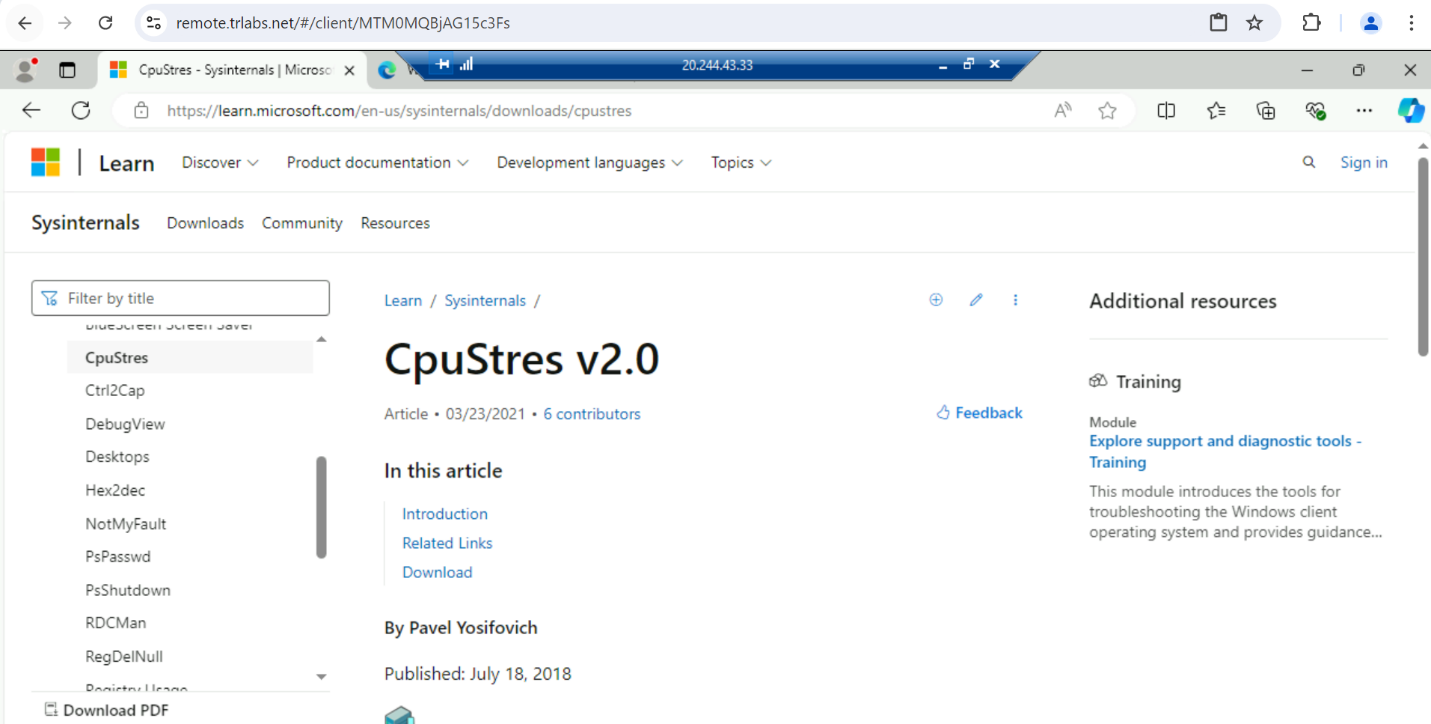 remote.trlabs.net/#/client/MTM0MQBjAG15c3Fs
CpuStres - Sysinternals | Microso
20.244.43.33
https://learn.microsoft.com/en-us/sysinternals/downloads/cpustres
Learn Discover Product documentation Development languages Topics Sign in
Sysinternals Downloads Community Resources
Filter by title
BlueScreen Screen Saver
CpuStres
Ctrl2Cap
DebugView
Desktops
Hex2dec
NotMyFault
PsPasswd
PsShutdown
RDCMan
RegDelNull
Registry Usage
Download PDF
Learn / Sysinternals /
CpuStres v2.0
Article • 03/23/2021 • 6 contributors
Feedback
In this article
Introduction
Related Links
Download
By Pavel Yosifovich
Published: July 18, 2018
Additional resources
Training
Module
Explore support and diagnostic tools -
Training
This module introduces the tools for
troubleshooting the Windows client
operating system and provides guidance...